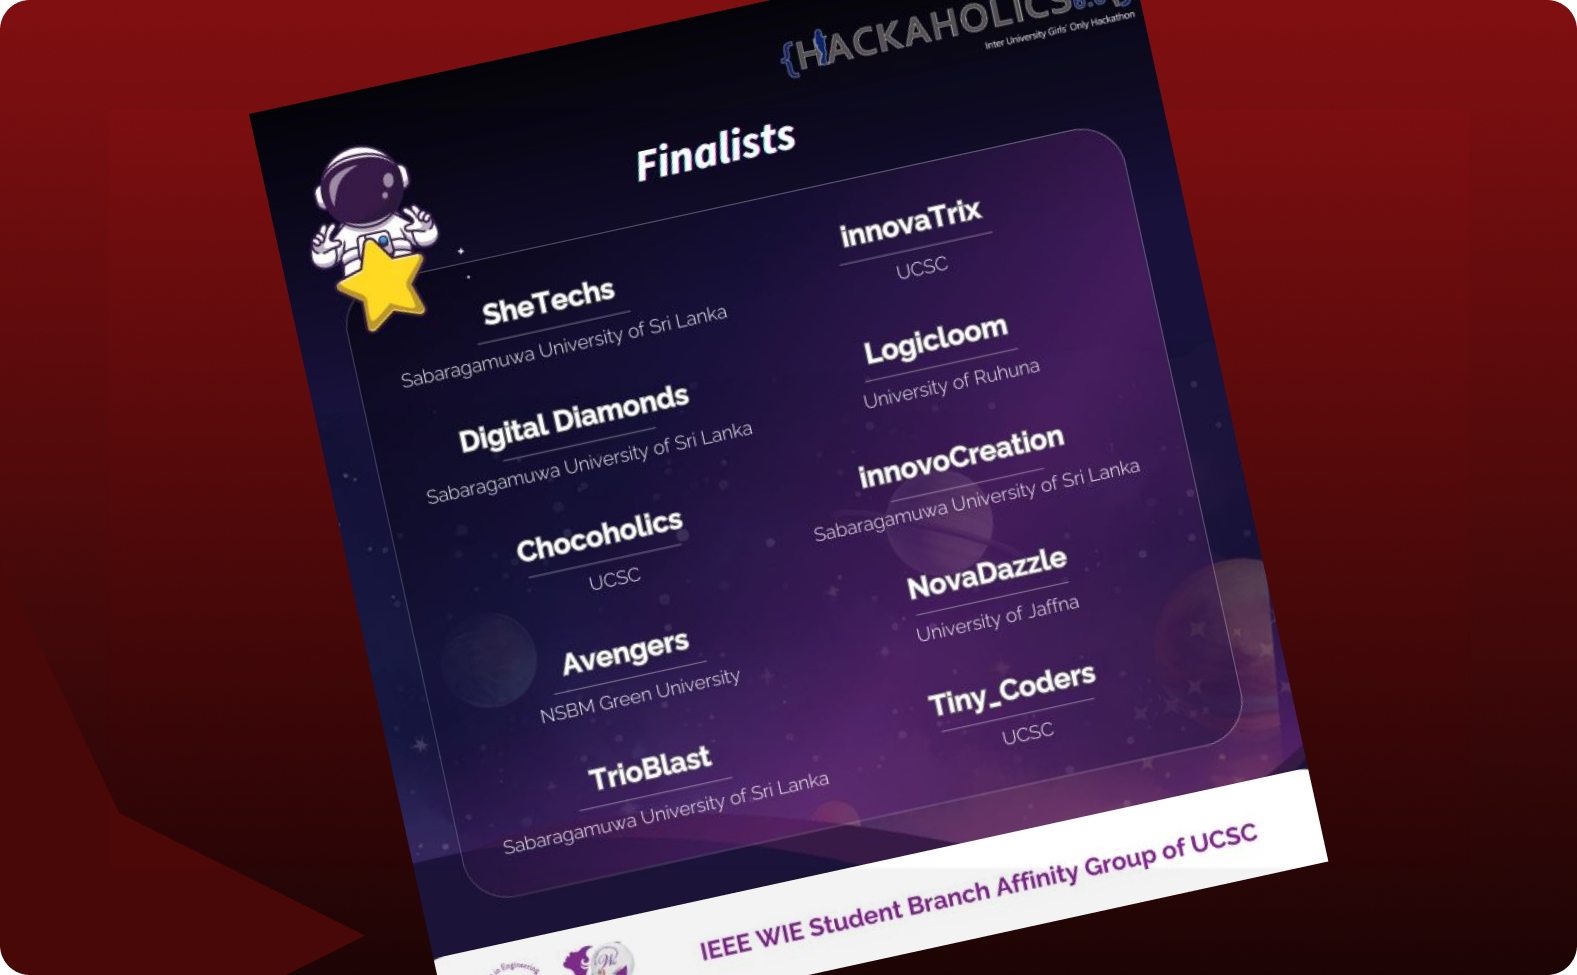 {HACKAHOLICS
Inter University Girls' Only Hackathon
Finalists
SheTechs
Sabaragamuwa University of Sri Lanka
Digital Diamonds
Sabaragamuwa University of Sri Lanka
Chocoholics
UCSC
Avengers
NSBM Green University
TrioBlast
Sabaragamuwa University of Sri Lanka
innovaTrix
UCSC
Logicloom
University of Ruhuna
innovoCreation
Sabaragamuwa University of Sri Lanka
NovaDazzle
University of Jaffna
Tiny_Coders
UCSC
IEEE WIE Student Branch Affinity Group of UCSC
in Engineering